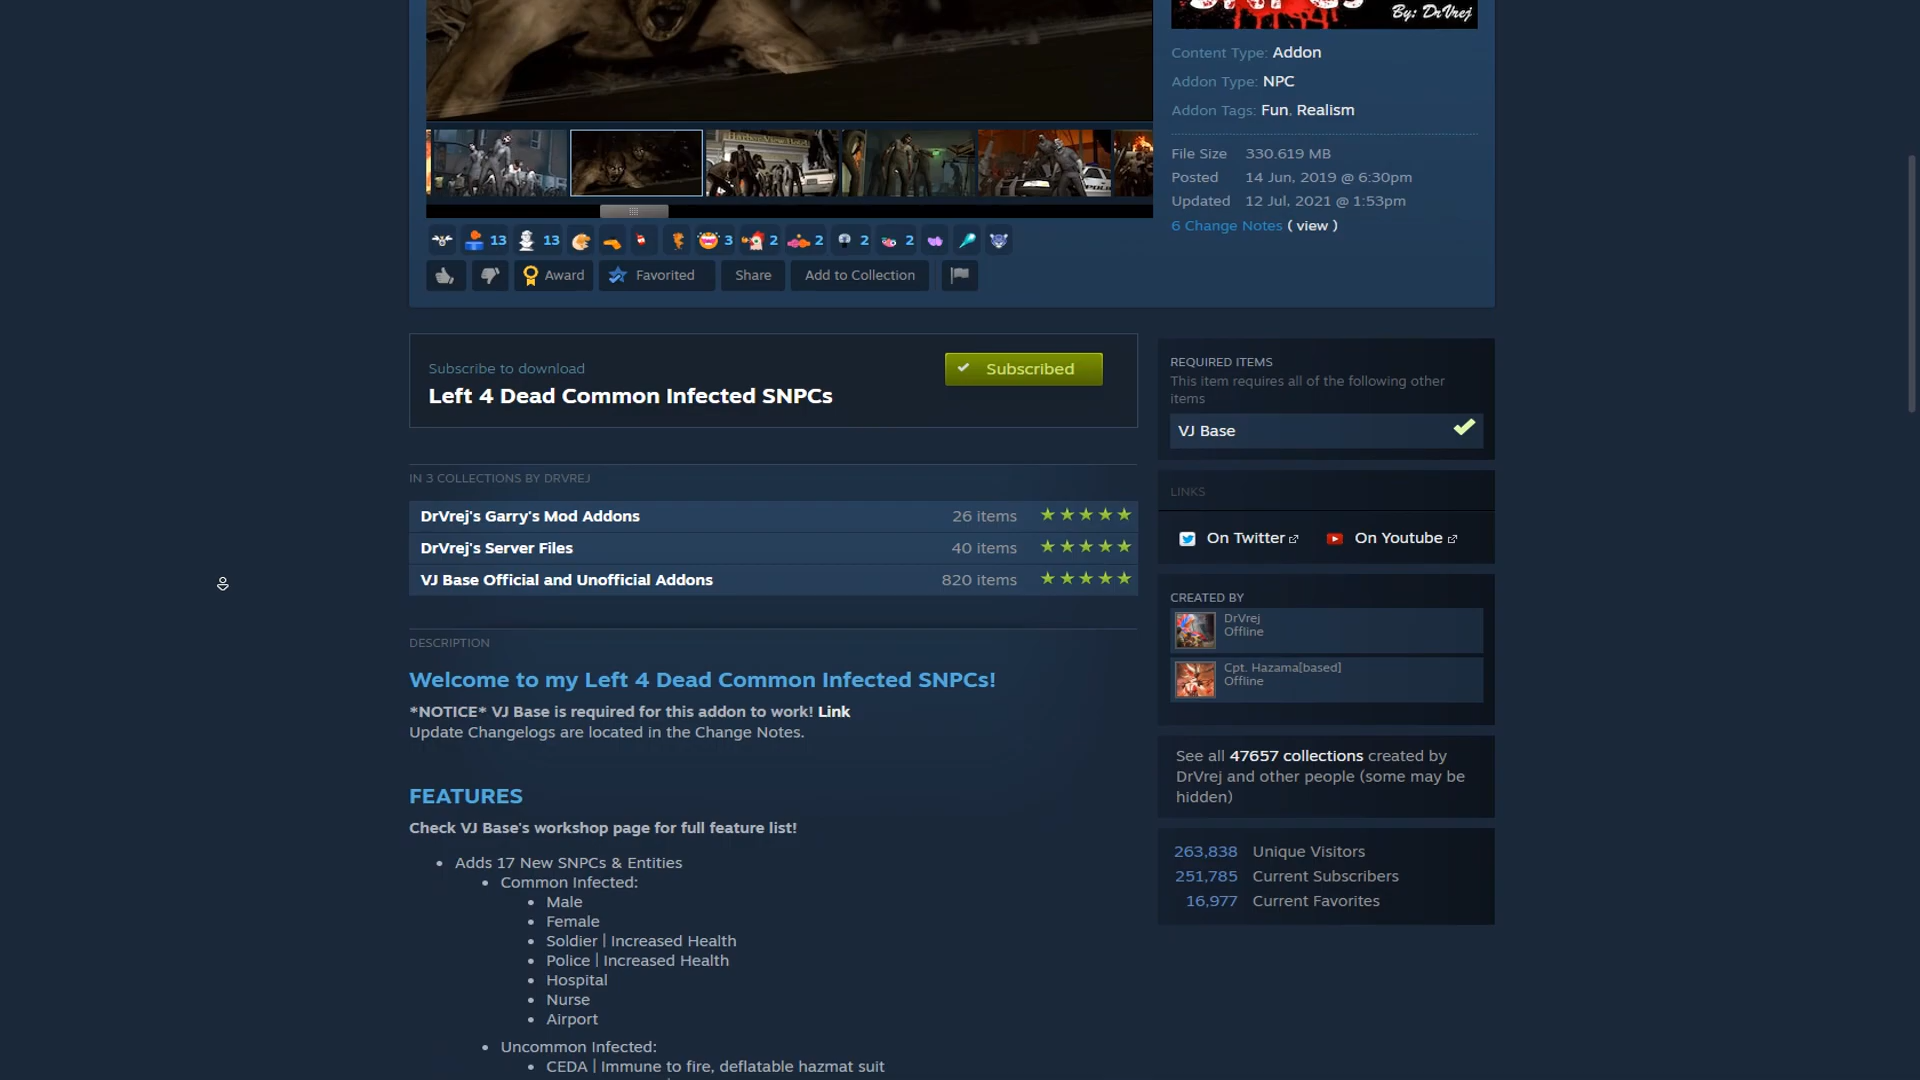 By: DrVrej
Content Type: Addon
Addon Type: NPC
Addon Tags: Fun, Realism
File Size 330.619 MB
Posted 14 Jun, 2019 @ 6:30pm
Updated 12 Jul, 2021 @ 1:53pm
6 Change Notes ( view )
13 13 3 2 2 2 2
Award Favorited Share Add to Collection
Subscribe to download
Left 4 Dead Common Infected SNPCs
Subscribed
IN 3 COLLECTIONS BY DRVREJ
DrVrej's Garry's Mod Addons 26 items
DrVrej's Server Files 40 items
VJ Base Official and Unofficial Addons 820 items
DESCRIPTION
Welcome to my Left 4 Dead Common Infected SNPCs!
*NOTICE* VJ Base is required for this addon to work! Link
Update Changelogs are located in the Change Notes.
FEATURES
Check VJ Base's workshop page for full feature list!
Adds 17 New SNPCs & Entities
Common Infected:
Male
Female
Soldier | Increased Health
Police | Increased Health
Hospital
Nurse
Airport
Uncommon Infected:
CEDA | Immune to fire, deflatable hazmat suit
REQUIRED ITEMS
This item requires all of the following other
items
VJ Base
LINKS
On Twitter On Youtube
CREATED BY
DrVrej
Offline
Cpt. Hazama[based]
Offline
See all 47657 collections created by
DrVrej and other people (some may be
hidden)
263,838 Unique Visitors
251,785 Current Subscribers
16,977 Current Favorites